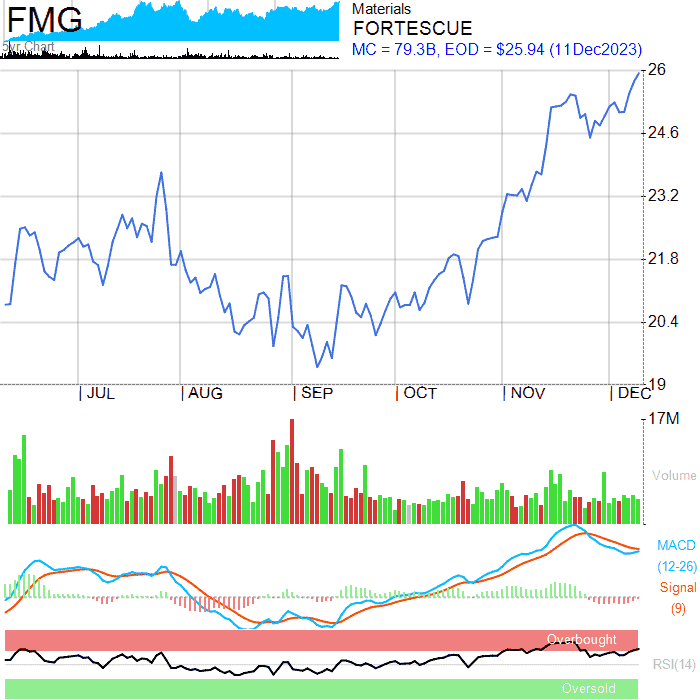 FMG
5yr Chart
Materials
FORTESCUE
MC = 79.3B, EOD = $25.94 (11Dec2023)
26
24.6
23.2
21.8
20.4
19
JUL AUG SEP OCT NOV DEC
17M
Volume
MACD
(12-26)
Signal
(9)
Overbought
RSI(14)
Oversold